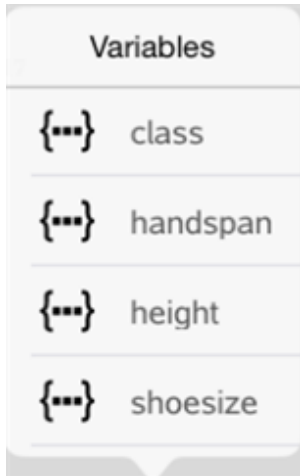 Variables
{...} class
{...} handspan
{...} height
{...} shoesize